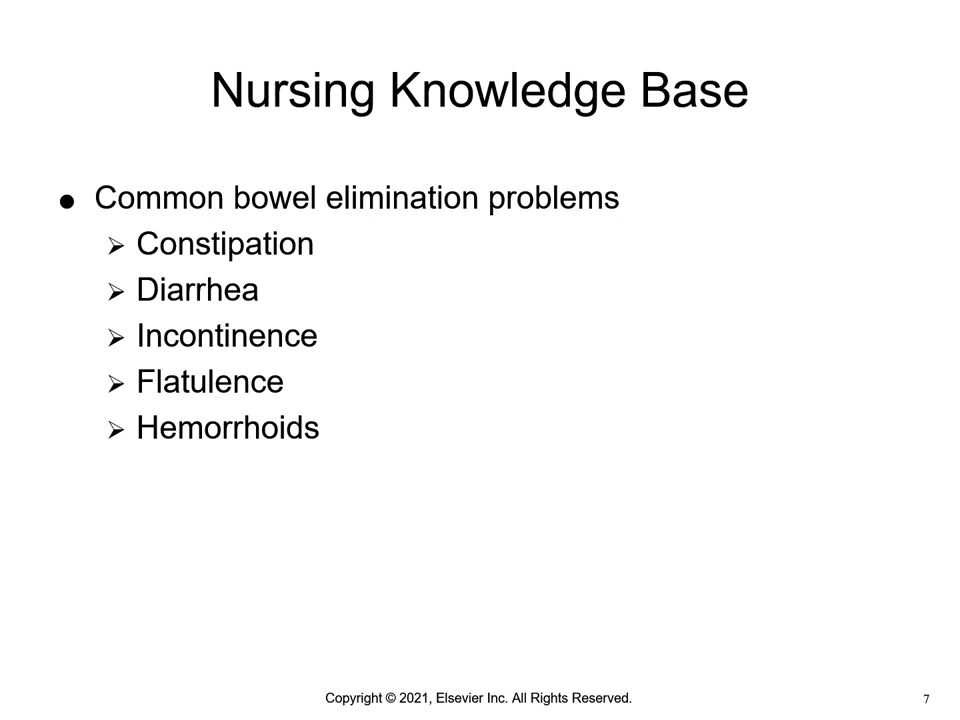 Nursing Knowledge Base
● Common bowel elimination problems
➢ Constipation
➢ Diarrhea
➢ Incontinence
➢ Flatulence
➢ Hemorrhoids
Copyright © 2021, Elsevier Inc. All Rights Reserved.
7